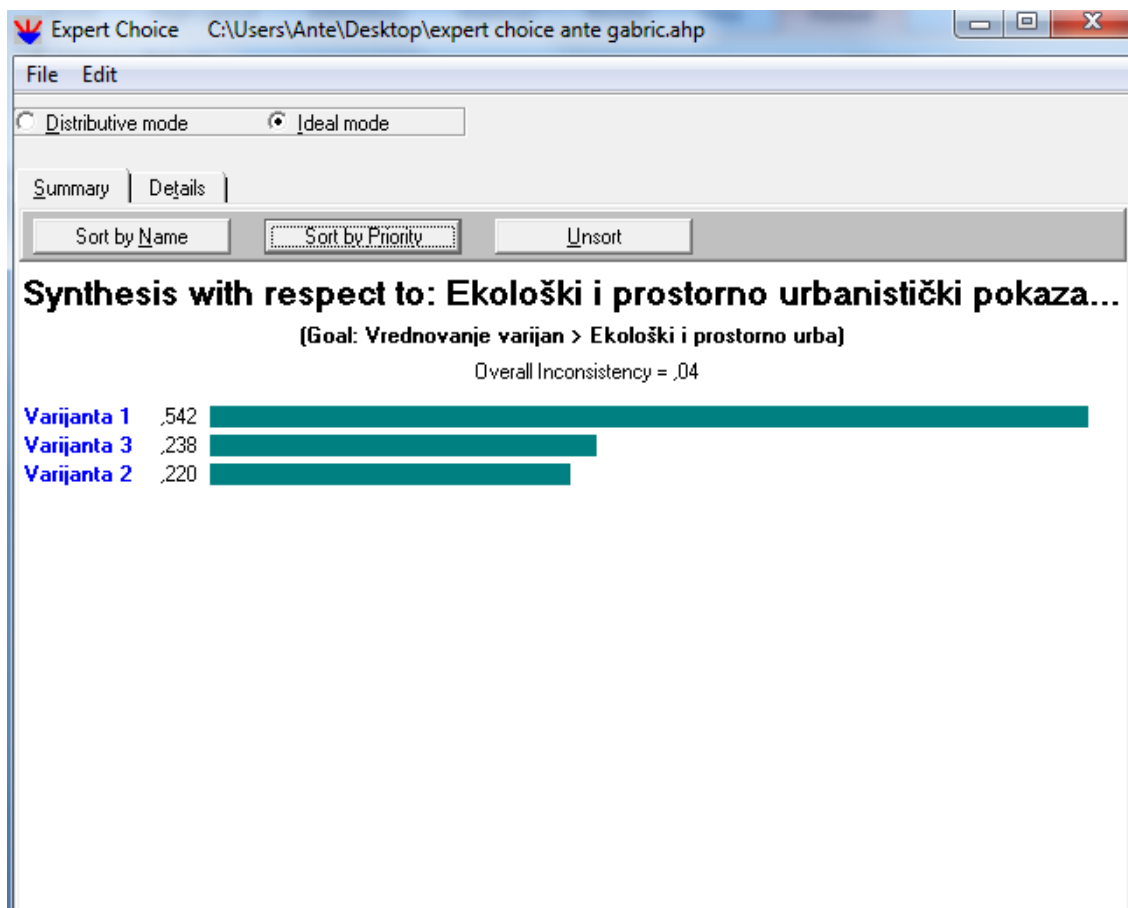 Expert Choice C:\Users\Ante\Desktop\expert choice ante gabric.ahp
File Edit
Distributive mode Ideal mode
Summary Details
Sort by Name Sort by Priority Unsort
Synthesis with respect to: Ekološki i prostorno urbanistički pokaza...
(Goal: Vrednovanje varijan > Ekološki i prostorno urba)
Overall Inconsistency = ,04
Varijanta 1 ,542
Varijanta 3 ,238
Varijanta 2 ,220